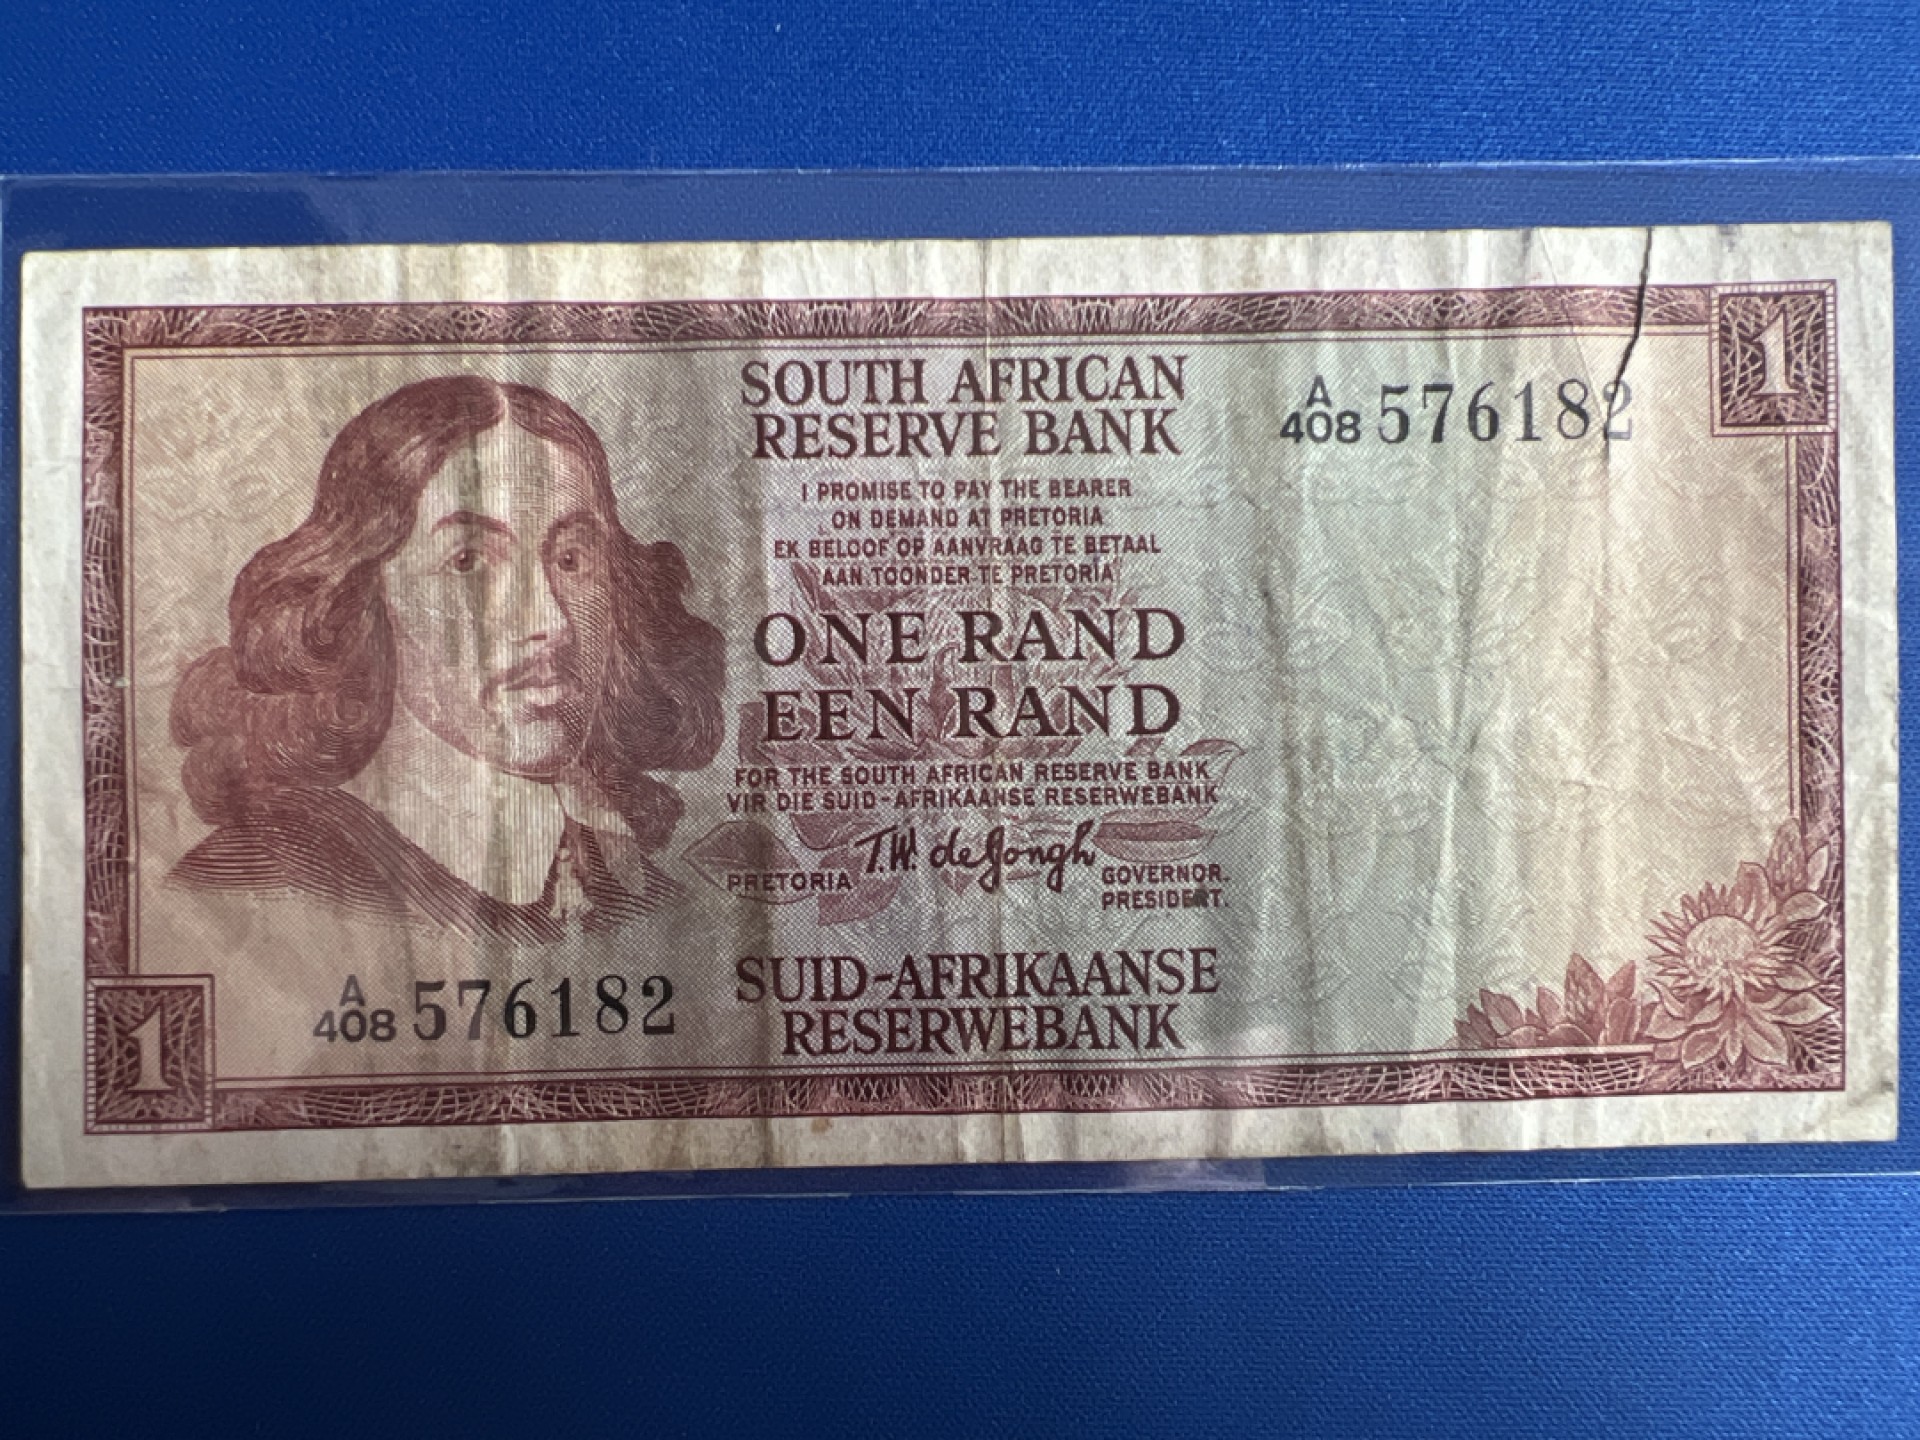 SOUTH AFRICAN
RESERVE BANK
A
408 576182
1
I PROMISE TO PAY THE BEARER
ON DEMAND AT PRETORIA
EK BELOOF OP AANVRAAG TE BETAAL
AAN TOONDER TE PRETORIA
ONE RAND
EEN RAND
FOR THE SOUTH AFRICAN RESERVE BANK
VIR DIE SUID-AFRIKAANSE RESERWEBANK
T.W. de Jongh
PRETORIA
GOVERNOR.
PRESIDENT.
1
A
408 576182
SUID-AFRIKAANSE
RESERWEBANK